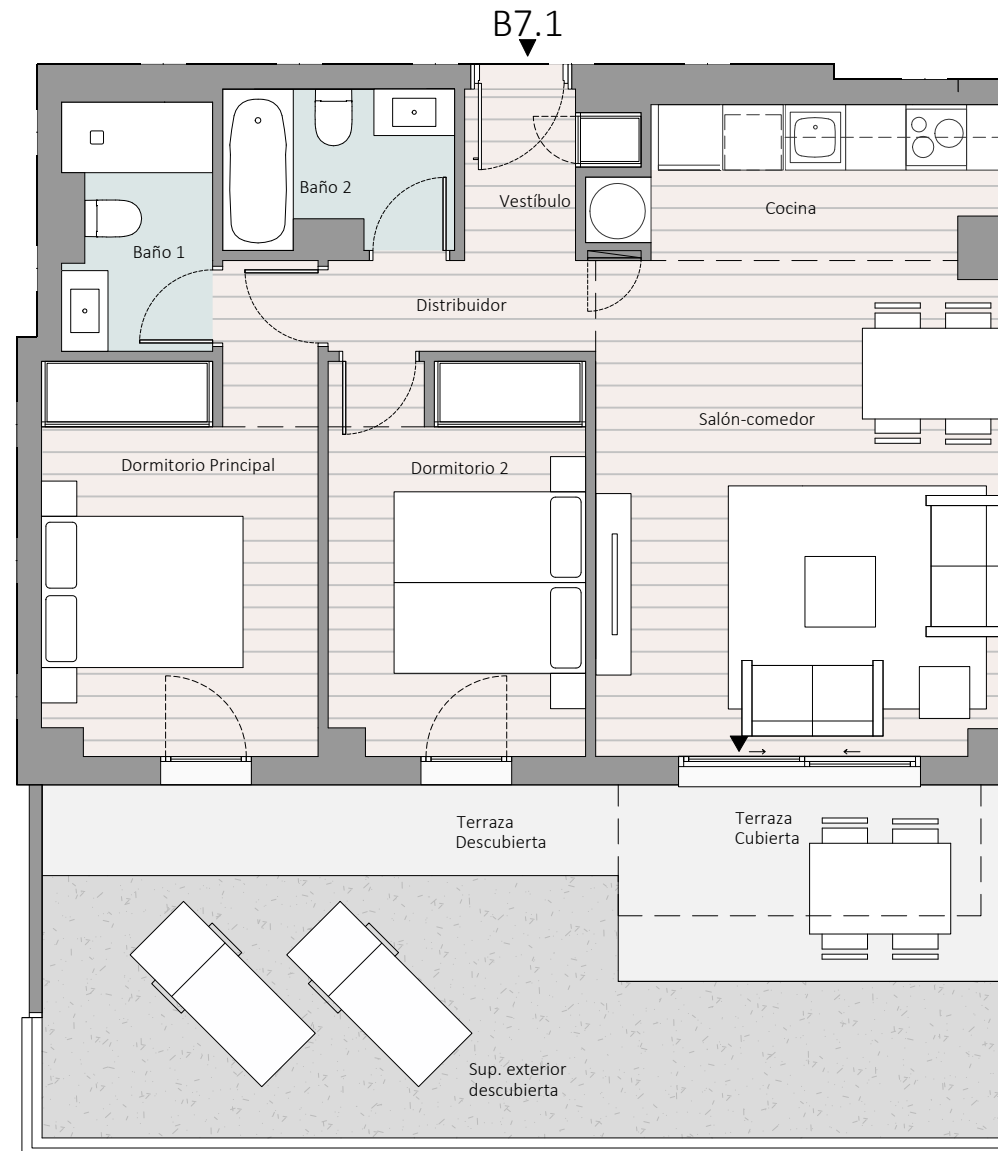 B7.1
Baño 2
Vestíbulo
Cocina
Baño 1
Distribuidor
Salón-comedor
Dormitorio Principal
Dormitorio 2
Terraza
Descubierta
Terraza
Cubierta
Sup. exterior
descubierta